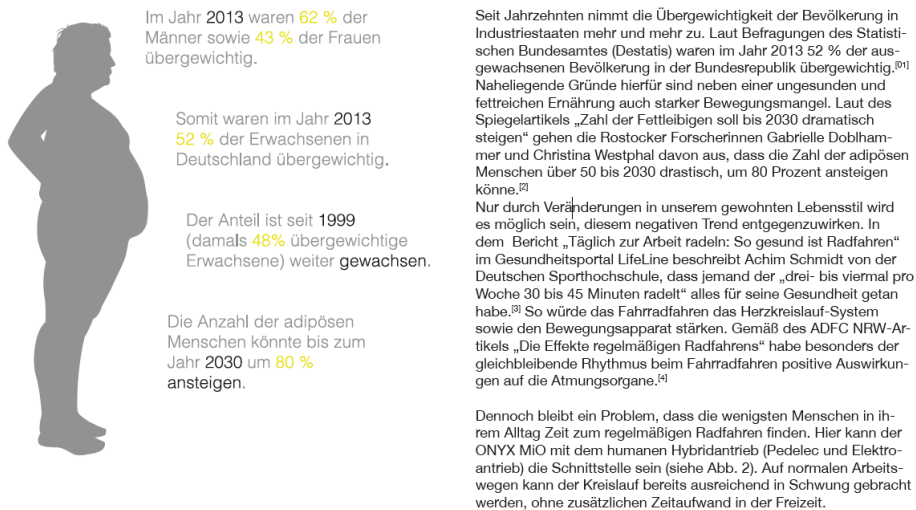 Im Jahr 2013 waren 62 % der
Männer sowie 43 % der Frauen
übergewichtig.
Somit waren im Jahr 2013
52 % der Erwachsenen in
Deutschland übergewichtig.
Der Anteil ist seit 1999
(damals 48% übergewichtige
Erwachsene) weiter gewachsen.
Die Anzahl der adipösen
Menschen könnte bis zum
Jahr 2030 um 80 %
ansteigen.
Seit Jahrzehnten nimmt die Übergewichtigkeit der Bevölkerung in
Industriestaaten mehr und mehr zu. Laut Befragungen des Statisti-
schen Bundesamtes (Destatis) waren im Jahr 2013 52 % der aus-
gewachsenen Bevölkerung in der Bundesrepublik übergewichtig.[01]
Naheliegende Gründe hierfür sind neben einer ungesunden und
fettreichen Ernährung auch starker Bewegungsmangel. Laut des
Spiegelartikels „Zahl der Fettleibigen soll bis 2030 dramatisch
steigen“ gehen die Rostocker Forscherinnen Gabrielle Doblham-
mer und Christina Westphal davon aus, dass die Zahl der adipösen
Menschen über 50 bis 2030 drastisch, um 80 Prozent ansteigen
könne.[2]
Nur durch Veränderungen in unserem gewohnten Lebensstil wird
es möglich sein, diesem negativen Trend entgegenzuwirken. In
dem Bericht „Täglich zur Arbeit radeln: So gesund ist Radfahren“
im Gesundheitsportal LifeLine beschreibt Achim Schmidt von der
Deutschen Sporthochschule, dass jemand der „drei- bis viermal pro
Woche 30 bis 45 Minuten radelt“ alles für seine Gesundheit getan
habe.[3] So würde das Fahrradfahren das Herzkreislauf-System
sowie den Bewegungsapparat stärken. Gemäß des ADFC NRW-Ar-
tikels „Die Effekte regelmäßigen Radfahrens“ habe besonders der
gleichbleibende Rhythmus beim Fahrradfahren positive Auswirkun-
gen auf die Atmungsorgane.[4]
Dennoch bleibt ein Problem, dass die wenigsten Menschen in ih-
rem Alltag Zeit zum regelmäßigen Radfahren finden. Hier kann der
ONYX MiO mit dem humanen Hybridantrieb (Pedelec und Elektro-
antrieb) die Schnittstelle sein (siehe Abb. 2). Auf normalen Arbeits-
wegen kann der Kreislauf bereits ausreichend in Schwung gebracht
werden, ohne zusätzlichen Zeitaufwand in der Freizeit.